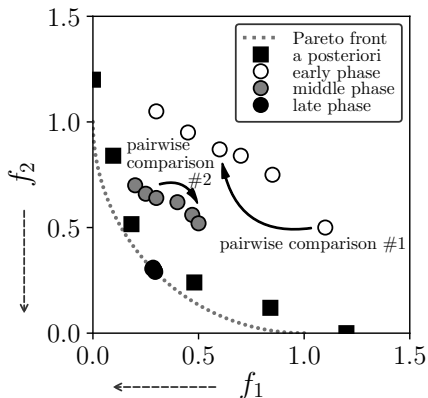 1.5
Pareto front
a posteriori
early phase
middle phase
late phase
1.0
pairwise
comparison
#2
f2
0.5
pairwise comparison #1
0.0
0.0 0.5 1.0 1.5
f1